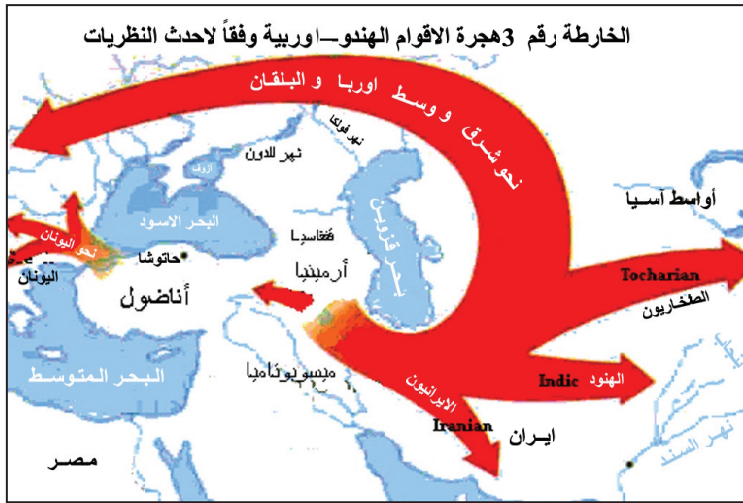 الخارطة رقم 3هجرة الاقوام الهندو–اوربية وفقاً لاحدث النظريات
نحو شرق و وسط اوربا و البلقان
نهر فولكا
نهر للدون
ازوف
أواسط آسيا
البحر الاسود
قفقاسيا
بحر قزوين
نحو اليونان
حاتوشا
أرمينيا
اليونان
أناضول
Tocharian
الطخاريون
البحر المتوسط
ميسوبوتاميا
الايرانيون
Indic الهنود
Iranian
ايران
نهر السند
مصر